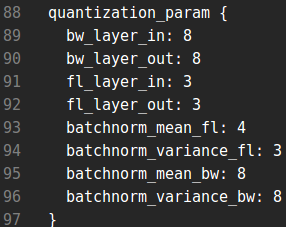 88 quantization_param {
89 bw_layer_in: 8
90 bw_layer_out: 8
91 fl_layer_in: 3
92 fl_layer_out: 3
93 batchnorm_mean_fl: 4
94 batchnorm_variance_fl: 3
95 batchnorm_mean_bw: 8
96 batchnorm_variance_bw: 8
97 }